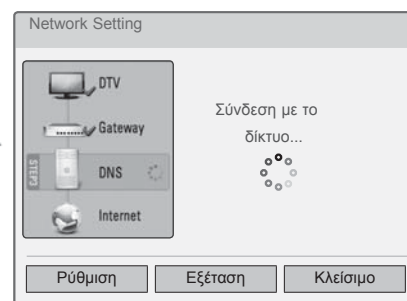 Network Setting
DTV
Gateway
STEP3
DNS
Internet
Σύνδεση με το
δίκτυο...
Ρύθμιση
Εξέταση
Κλείσιμο